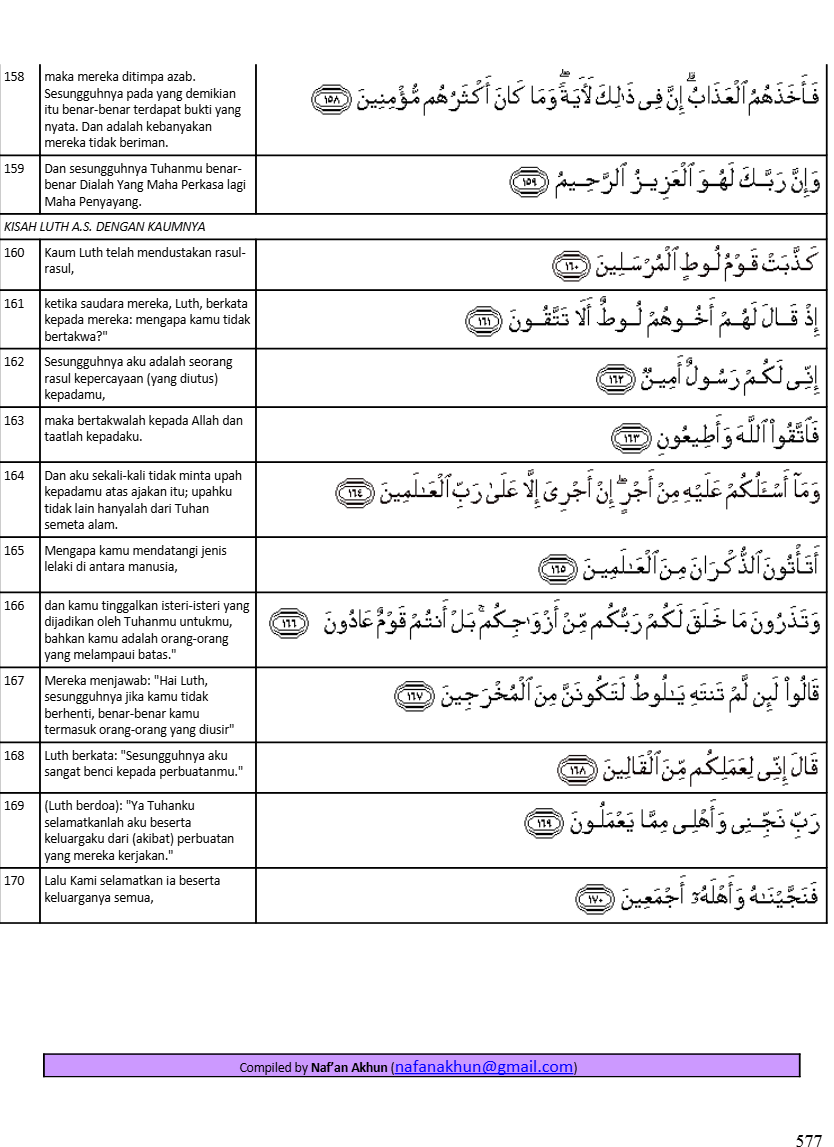 158
maka mereka ditimpa azab.
Sesungguhnya pada yang demikian
itu benar-benar terdapat bukti yang
nyata. Dan adalah kebanyakan
mereka tidak beriman.
فَأَخَذَهُمُ ٱلْعَذَابُ ۗ إِنَّ فِى ذَٰلِكَ لَءَايَةً ۖ وَمَا كَانَ أَكْثَرُهُم مُّؤْمِنِينَ ١٥٨
159
Dan sesungguhnya Tuhanmu benar-
benar Dialah Yang Maha Perkasa lagi
Maha Penyayang.
وَإِنَّ رَبَّكَ لَهُوَ ٱلْعَزِيزُ ٱلرَّحِيمُ ١٥٩
KISAH LUTH A.S. DENGAN KAUMNYA
160
Kaum Luth telah mendustakan rasul-
rasul,
كَذَّبَتْ قَوْمُ لُوطٍ ٱلْمُرْسَلِينَ ١٦٠
161
ketika saudara mereka, Luth, berkata
kepada mereka: mengapa kamu tidak
bertakwa?"
إِذْ قَالَ لَهُمْ أَخُوهُمْ لُوطٌ أَلَا تَتَّقُونَ ١٦١
162
Sesungguhnya aku adalah seorang
rasul kepercayaan (yang diutus)
kepadamu,
إِنِّى لَكُمْ رَسُولٌ أَمِينٌ ١٦٢
163
maka bertakwalah kepada Allah dan
taatlah kepadaku.
فَٱتَّقُوا۟ ٱللَّهَ وَأَطِيعُونِ ١٦٣
164
Dan aku sekali-kali tidak minta upah
kepadamu atas ajakan itu; upahku
tidak lain hanyalah dari Tuhan
semeta alam.
وَمَآ أَسْـَٔلُكُمْ عَلَيْهِ مِنْ أَجْرٍ ۖ إِنْ أَجْرِىَ إِلَّا عَلَىٰ رَبِّ ٱلْعَـٰلَمِينَ ١٦٤
165
Mengapa kamu mendatangi jenis
lelaki di antara manusia,
أَتَأْتُونَ ٱلذُّكْرَانَ مِنَ ٱلْعَـٰلَمِينَ ١٦٥
166
dan kamu tinggalkan isteri-isteri yang
dijadikan oleh Tuhanmu untukmu,
bahkan kamu adalah orang-orang
yang melampaui batas."
وَتَذَرُونَ مَا خَلَقَ لَكُمْ رَبُّكُم مِّنْ أَزْوَٰجِكُم ۚ بَلْ أَنتُمْ قَوْمٌ عَادُونَ ١٦٦
167
Mereka menjawab: "Hai Luth,
sesungguhnya jika kamu tidak
berhenti, benar-benar kamu
termasuk orang-orang yang diusir"
قَالُوا۟ لَئِن لَّمْ تَنتَهِ يَـٰلُوطُ لَتَكُونَنَّ مِنَ ٱلْمُخْرَجِينَ ١٦٧
168
Luth berkata: "Sesungguhnya aku
sangat benci kepada perbuatanmu."
قَالَ إِنِّى لِعَمَلِكُم مِّنَ ٱلْقَالِينَ ١٦٨
169
(Luth berdoa): "Ya Tuhanku
selamatkanlah aku beserta
keluargaku dari (akibat) perbuatan
yang mereka kerjakan."
رَبِّ نَجِّنِى وَأَهْلِى مِمَّا يَعْمَلُونَ ١٦٩
170
Lalu Kami selamatkan ia beserta
keluarganya semua,
فَنَجَّيْنَـٰهُ وَأَهْلَهُۥٓ أَجْمَعِينَ ١٧٠
Compiled by Naf’an Akhun (nafanakhun@gmail.com)
577